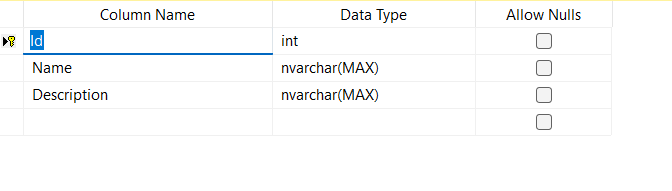 Column Name Data Type Allow Nulls
Id int
Name nvarchar(MAX)
Description nvarchar(MAX)